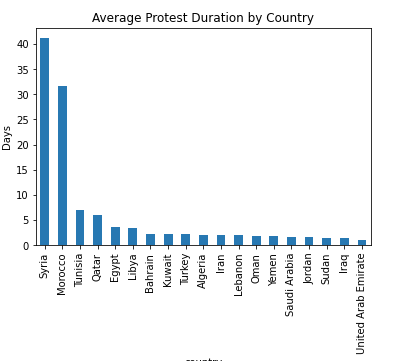 Average Protest Duration by Country
40
35
30
25
20
15
10
5
0
Days
Syria
Morocco
Tunisia
Qatar
Egypt
Libya
Bahrain
Kuwait
Turkey
Algeria
Iran
Lebanon
Oman
Yemen
Saudi Arabia
Jordan
Sudan
Iraq
United Arab Emirate
country